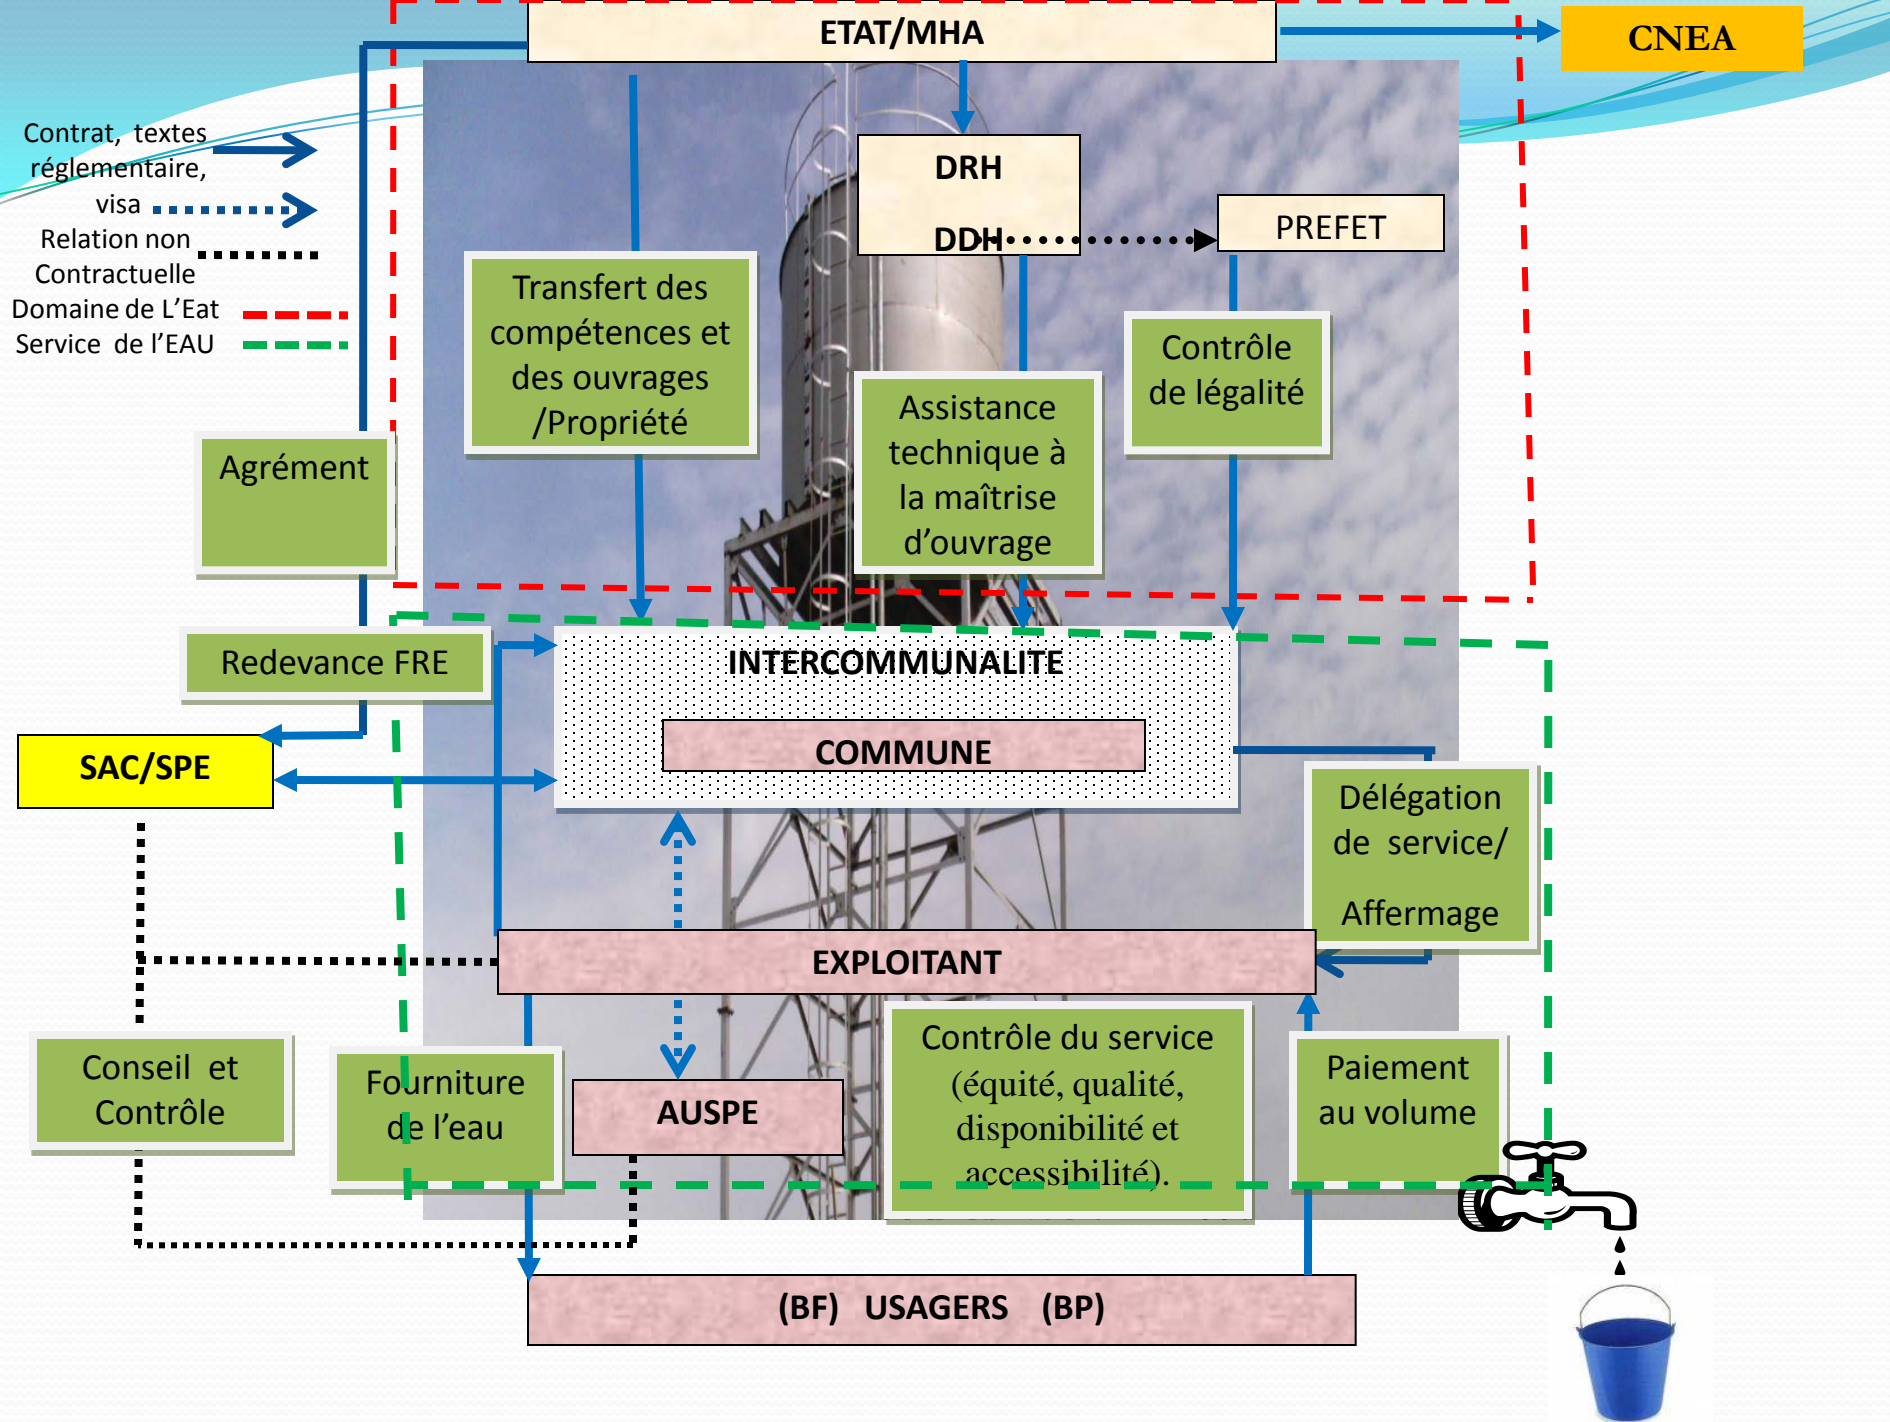 ETAT/MHA
CNEA
Contrat, textes
réglementaire,
visa
Relation non
Contractuelle
Domaine de L’Eat
Service de l’EAU
DRH
DDH
PREFET
Transfert des
compétences et
des ouvrages
/Propriété
Assistance
technique à
la maîtrise
d’ouvrage
Contrôle
de légalité
Agrément
Redevance FRE
INTERCOMMUNALITE
COMMUNE
SAC/SPE
Délégation
de service/
Affermage
EXPLOITANT
Conseil et
Contrôle
Fourniture
de l’eau
AUSPE
Contrôle du service
(équité, qualité,
disponibilité et
accessibilité).
Paiement
au volume
(BF) USAGERS (BP)